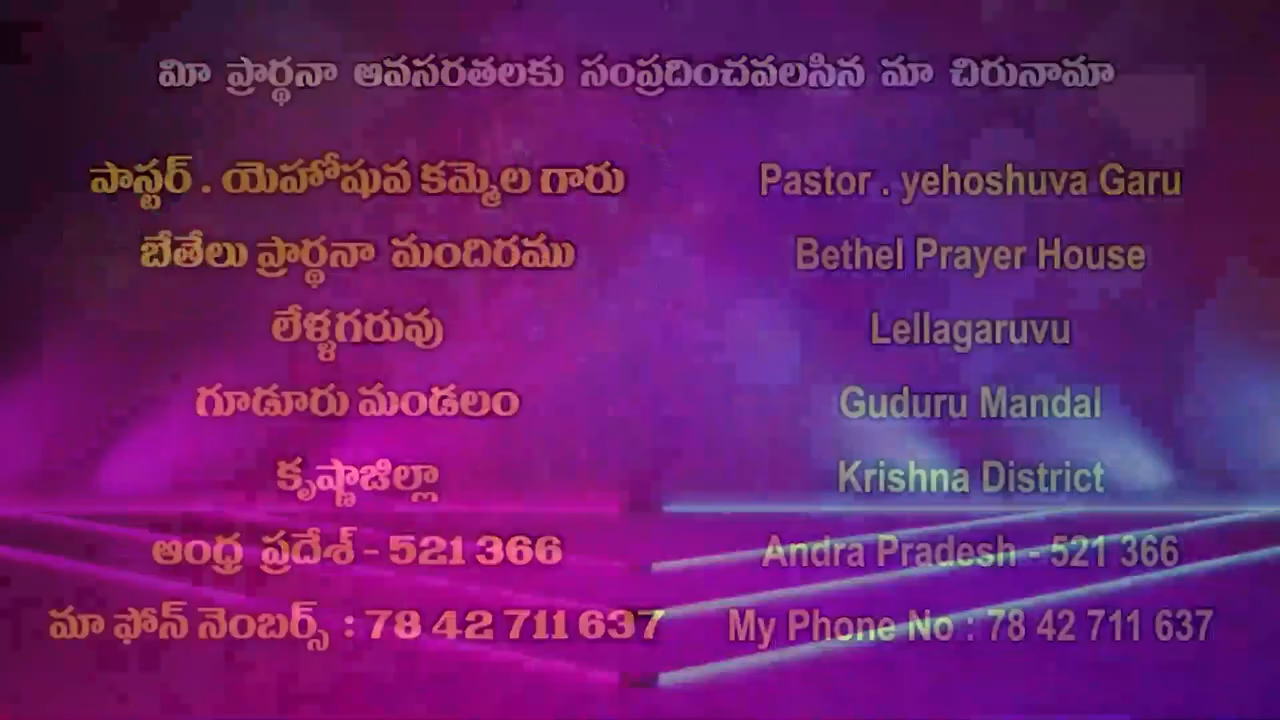 మీ ప్రార్థనా ఆవసరతలకు సంప్రదించవలసిన మా చిరునామా
పాస్టర్ . యెహోషువ కమ్మెల గారు
బేతేలు ప్రార్థనా మందిరము
లేళ్ళగరువు
గూడూరు మండలం
కృష్ణాజిల్లా
ఆంధ్ర ప్రదేశ్ - 521 366
మా ఫోన్ నెంబర్స్ : 78 42 711 637
Pastor . yehoshuva Garu
Bethel Prayer House
Lellagaruvu
Guduru Mandal
Krishna District
Andra Pradesh - 521 366
My Phone No : 78 42 711 637